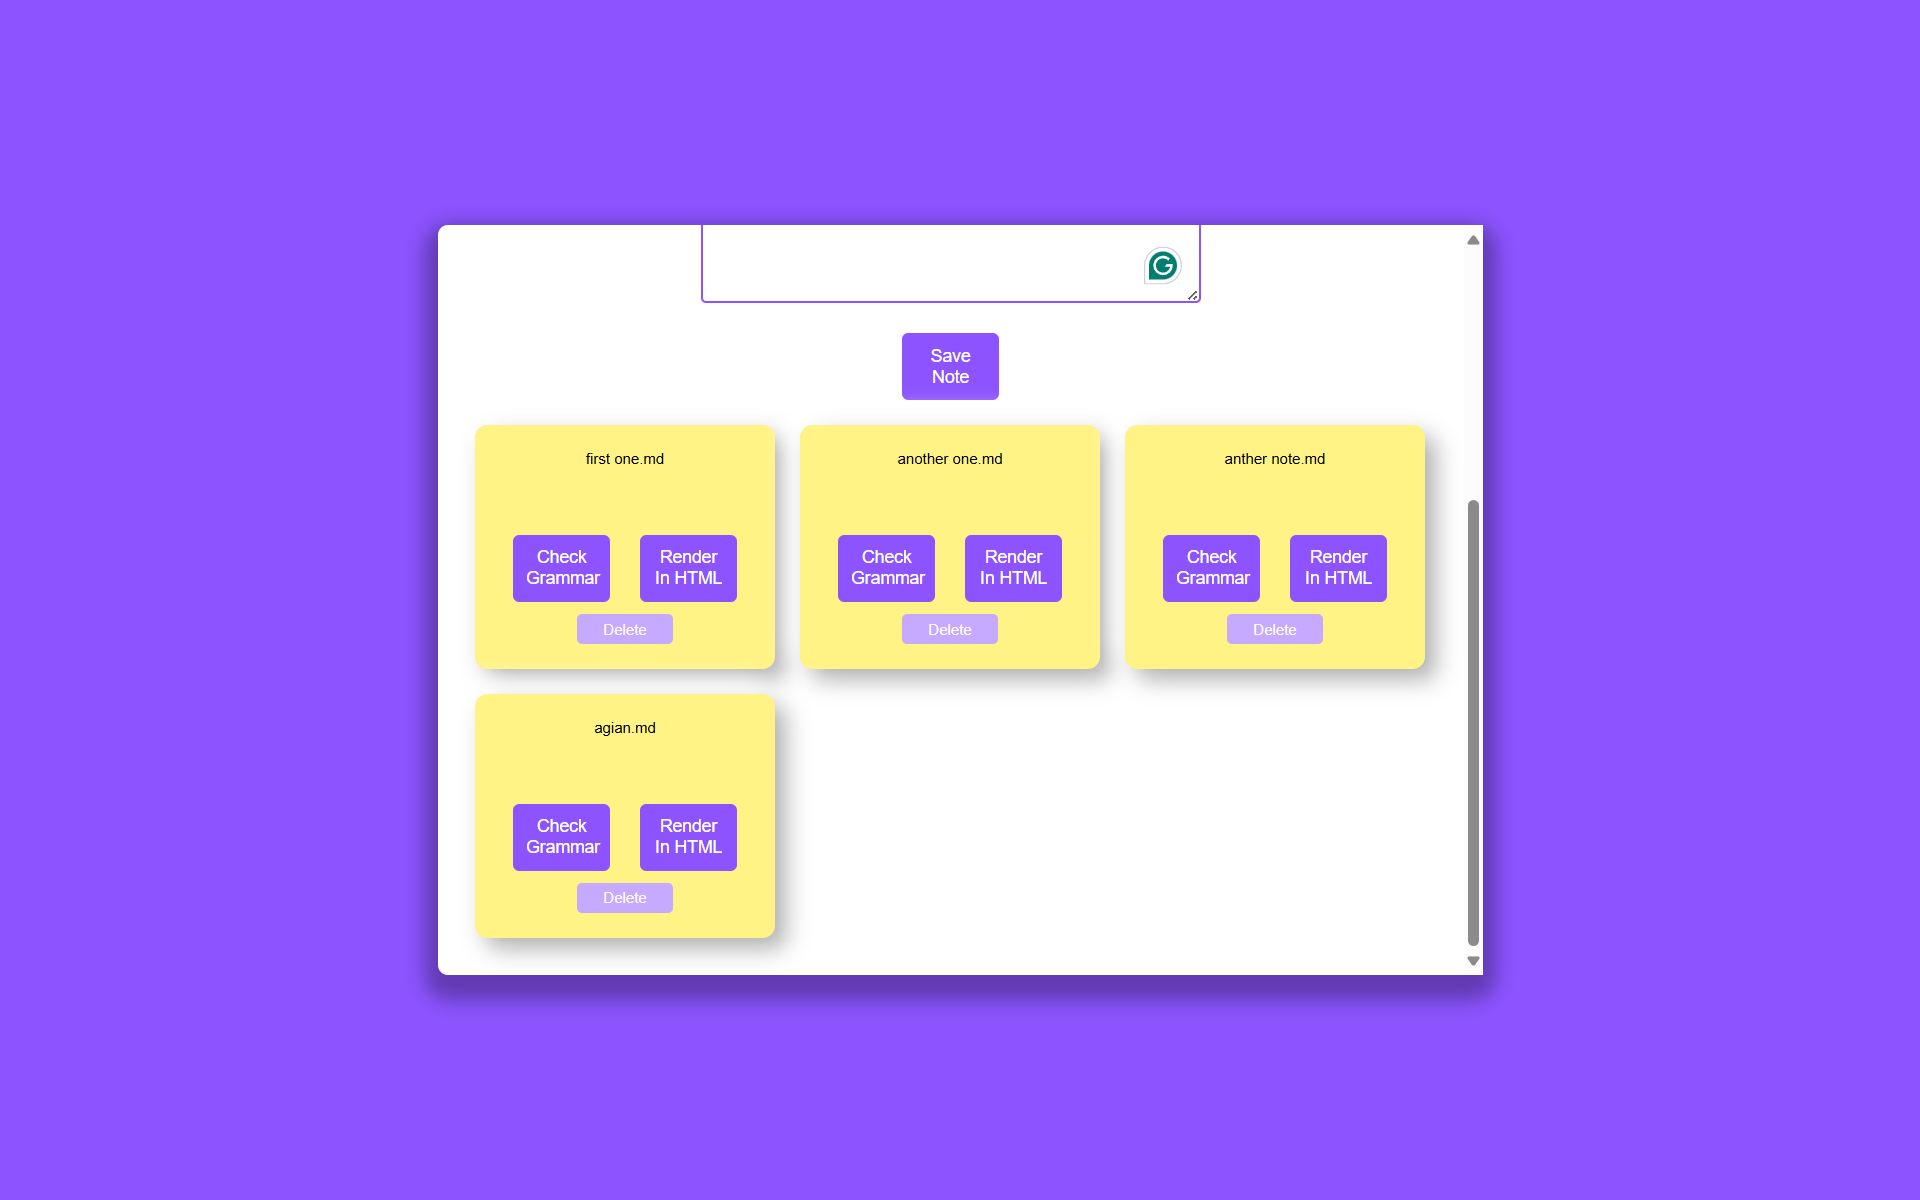 Save
Note
first one.md
another one.md
anther note.md
Check
Grammar
Render
In HTML
Check
Grammar
Render
In HTML
Check
Grammar
Render
In HTML
Delete
Delete
Delete
agian.md
Check
Grammar
Render
In HTML
Delete